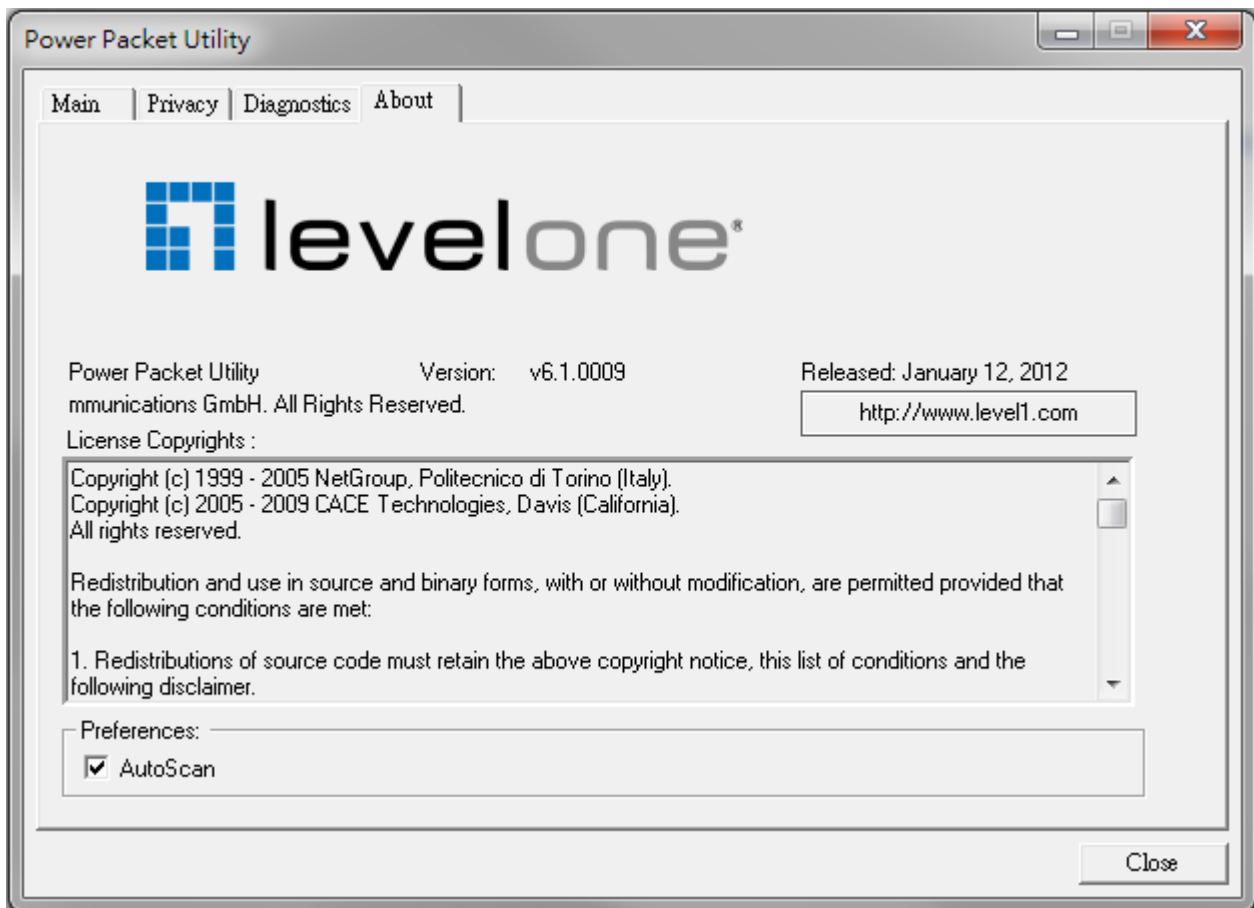 Power Packet Utility
Main Privacy Diagnostics About
levelone®
Power Packet Utility Version: v6.1.0009 Released: January 12, 2012
mmunications GmbH. All Rights Reserved.
http://www.level1.com
License Copyrights :
Copyright (c) 1999 - 2005 NetGroup, Politecnico di Torino (Italy).
Copyright (c) 2005 - 2009 CACE Technologies, Davis (California).
All rights reserved.
Redistribution and use in source and binary forms, with or without modification, are permitted provided that
the following conditions are met:
1. Redistributions of source code must retain the above copyright notice, this list of conditions and the
following disclaimer.
Preferences:
AutoScan
Close